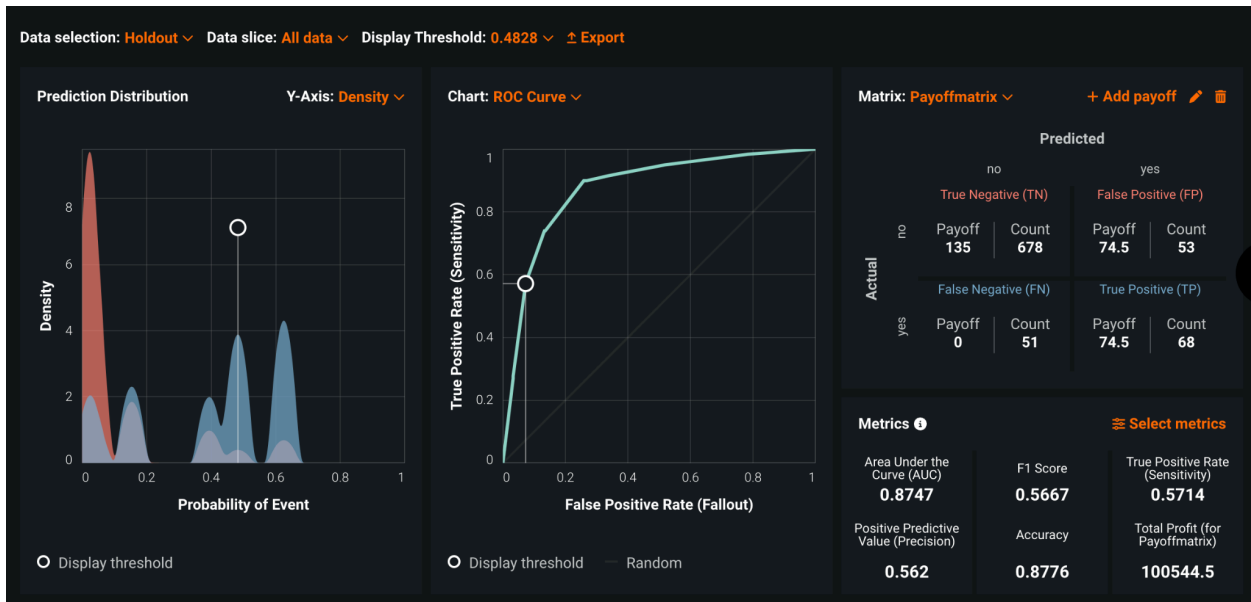 Data selection: Holdout Data slice: All data Display Threshold: 0.4828 Export
Prediction Distribution Y-Axis: Density
8
6
4
2
0
Density
0 0.2 0.4 0.6 0.8 1
Probability of Event
Display threshold
Chart: ROC Curve
1
0.8
0.6
0.4
0.2
0
True Positive Rate (Sensitivity)
0 0.2 0.4 0.6 0.8 1
False Positive Rate (Fallout)
Display threshold Random
Matrix: Payoffmatrix + Add payoff
Predicted
no yes
Actual
no
True Negative (TN) False Positive (FP)
Payoff Count Payoff Count
135 678 74.5 53
yes
False Negative (FN) True Positive (TP)
Payoff Count Payoff Count
0 51 74.5 68
Metrics i Select metrics
Area Under the
Curve (AUC)
0.8747
F1 Score
0.5667
True Positive Rate
(Sensitivity)
0.5714
Positive Predictive
Value (Precision)
0.562
Accuracy
0.8776
Total Profit (for
Payoffmatrix)
100544.5